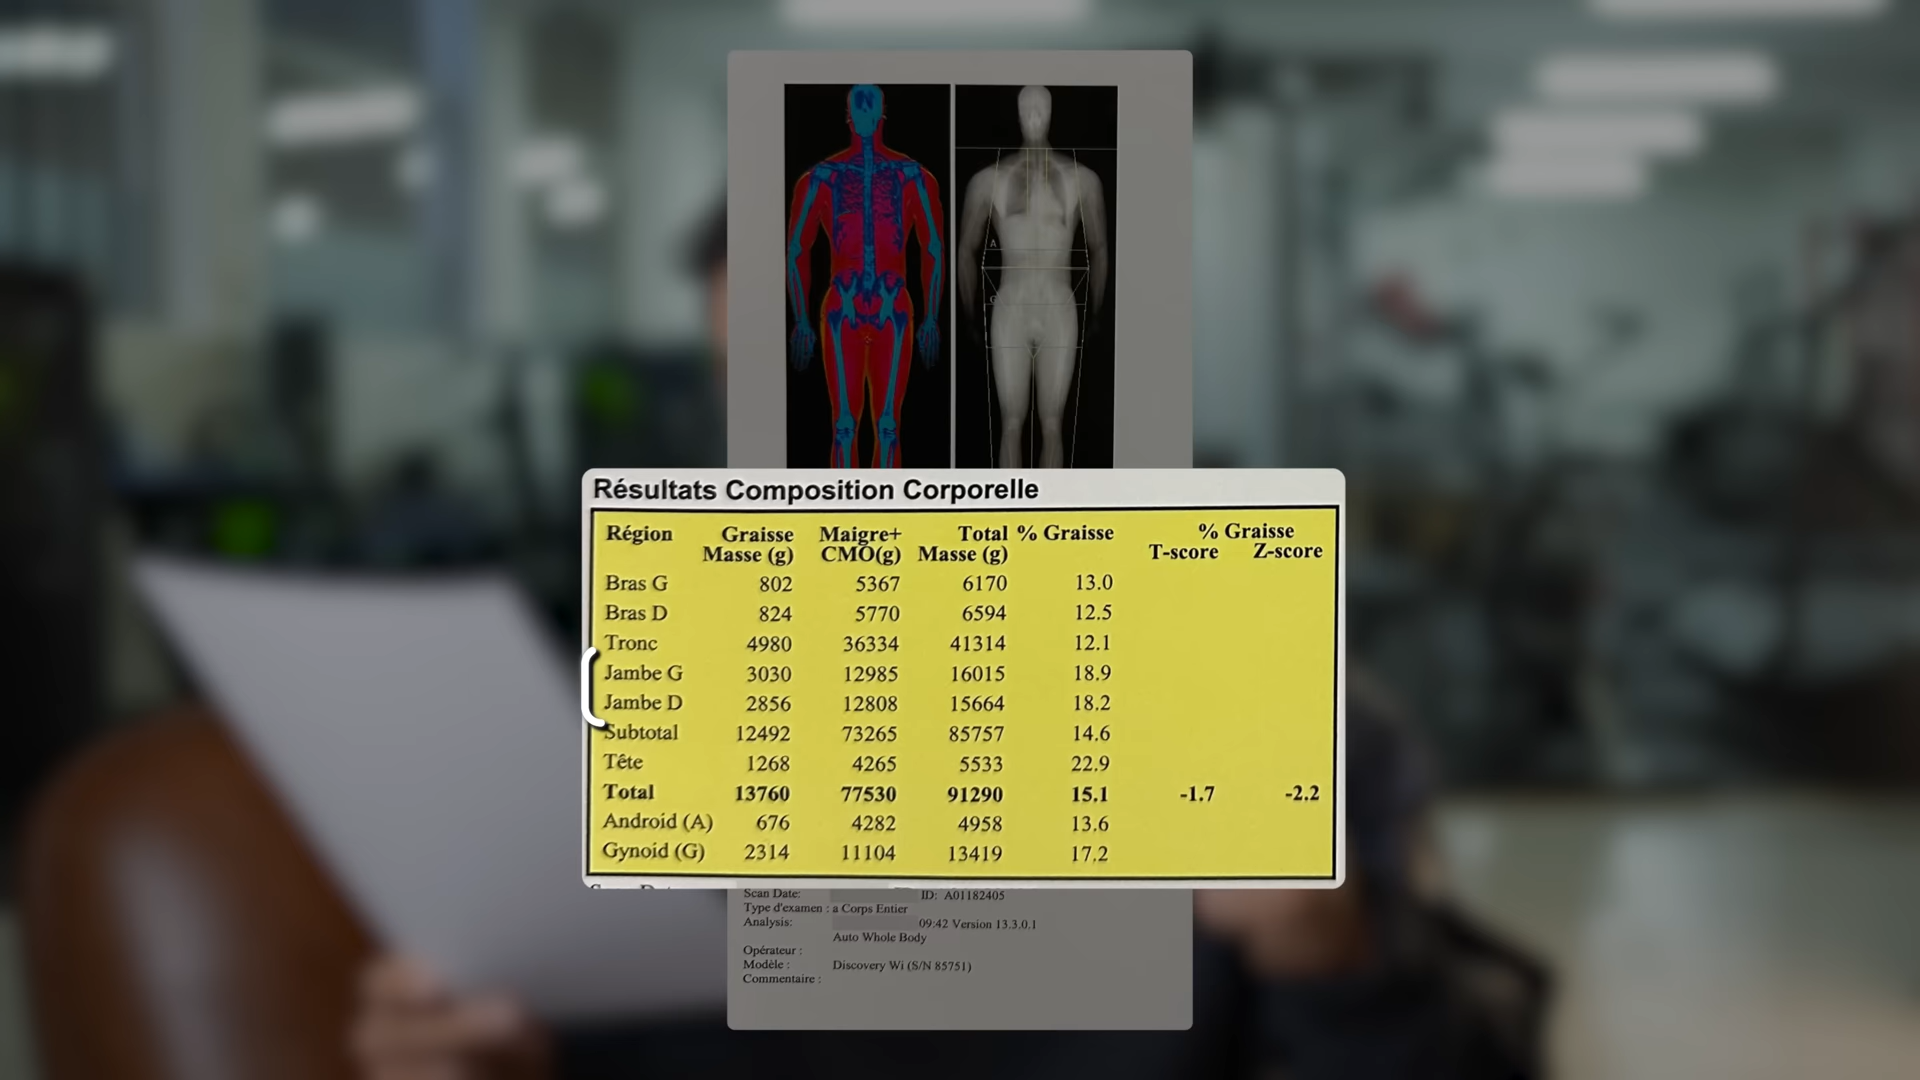 A
G
Résultats Composition Corporelle
Région Graisse Masse (g) Maigre+ CMO(g) Total Masse (g) % Graisse % Graisse T-score Z-score
Bras G 802 5367 6170 13.0
Bras D 824 5770 6594 12.5
Tronc 4980 36334 41314 12.1
Jambe G 3030 12985 16015 18.9
Jambe D 2856 12808 15664 18.2
Subtotal 12492 73265 85757 14.6
Tête 1268 4265 5533 22.9
Total 13760 77530 91290 15.1 -1.7 -2.2
Android (A) 676 4282 4958 13.6
Gynoid (G) 2314 11104 13419 17.2
Scan Date: ID: A01182405
Type d'examen : a Corps Entier
Analysis: 09:42 Version 13.3.0.1
Auto Whole Body
Opérateur :
Modèle : Discovery Wi (S/N 85751)
Commentaire :